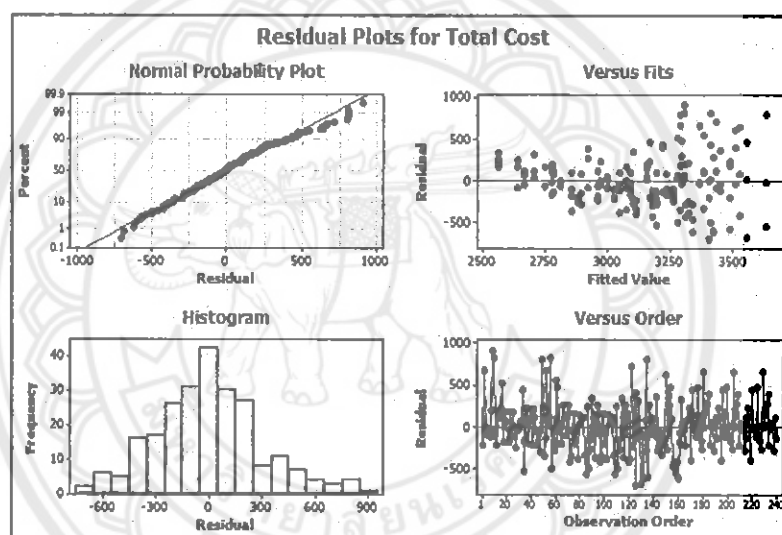 Residual Plots for Total Cost
Normal Probability Plot
Percent
99.9
99
90
50
10
1
0.1
-1000 -500 0 500 1000
Residual
Versus Fits
Residual
1000
500
0
-500
2500 2750 3000 3250 3500
Fitted Value
Histogram
Frequency
40
30
20
10
0
-600 -300 0 300 600 900
Residual
Versus Order
Residual
1000
500
0
-500
1 20 40 60 80 100 120 140 160 180 200 220 240
Observation Order